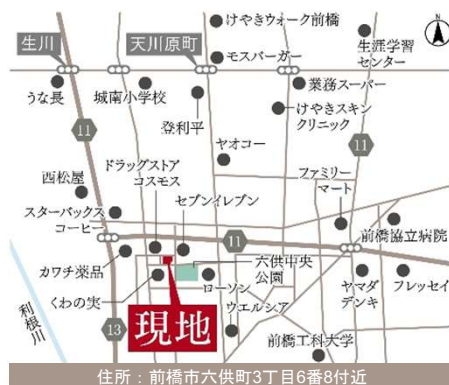 けやきウォーク前橋
生川
天川原町
モスバーガー
生涯学習
センター
うな長
城南小学校
登利平
業務スーパー
けやきスキン
クリニック
11
11
ヤオコー
ドラッグストア
コスモス
ファミリー
マート
西松屋
セブンイレブン
スターバックス
コーヒー
11
前橋協立病院
カワチ薬品
六供中央
公園
くわの実
ローソン
ヤマダ
デンキ
フレッセイ
利根川
13
現地
ウエルシア
前橋工科大学
住所：前橋市六供町3丁目6番8付近